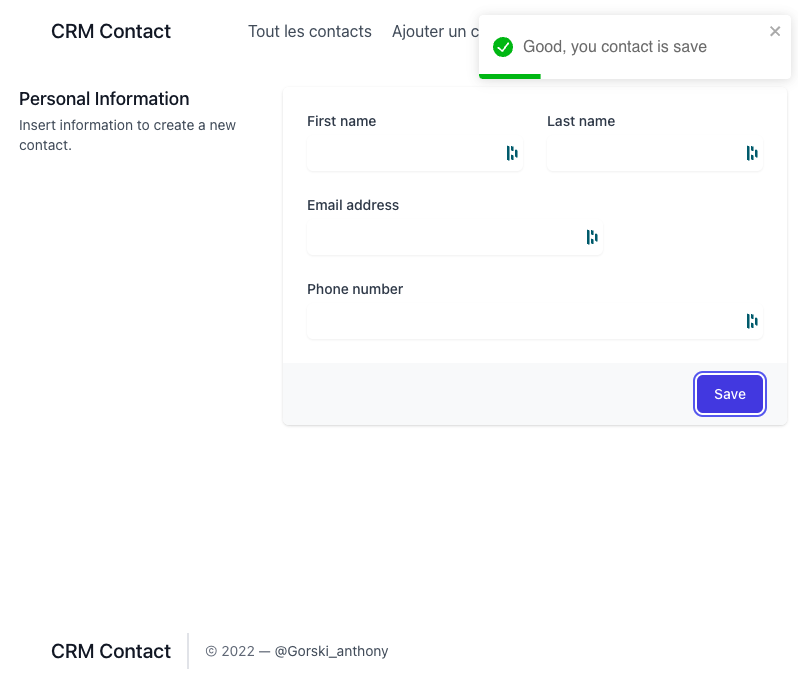 CRM Contact
Tout les contacts
Ajouter un c
Good, you contact is save
Personal Information
Insert information to create a new
contact.
First name
Last name
Email address
Phone number
Save
CRM Contact
© 2022 — @Gorski_anthony